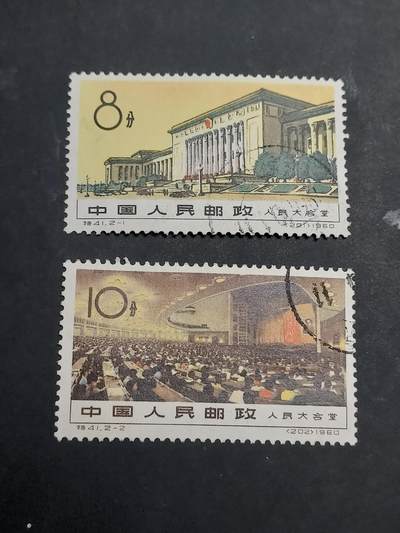 8分
中国人民邮政 人民大会堂
特41.2-1 (201)1960
10分
中国人民邮政 人民大会堂
特41.2-2 (202)1960